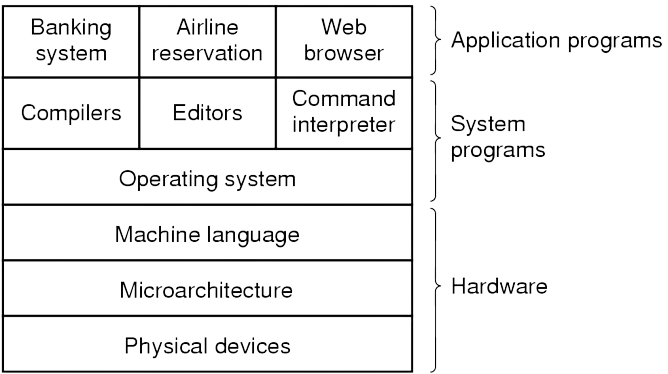 Banking
system
Airline
reservation
Web
browser
Application programs
Compilers
Editors
Command
interpreter
System
programs
Operating system
Machine language
Microarchitecture
Hardware
Physical devices